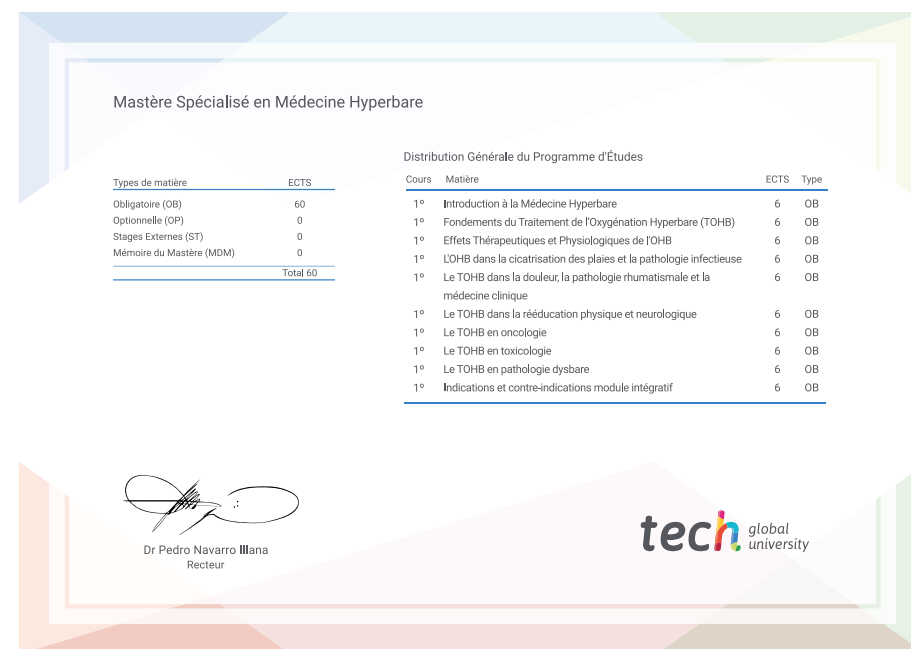 Mastère Spécialisé en Médecine Hyperbare
Types de matière ECTS
Obligatoire (OB) 60
Optionnelle (OP) 0
Stages Externes (ST) 0
Mémoire du Mastère (MDM) 0
Total 60
Distribution Générale du Programme d'Études
Cours Matière ECTS Type
1º Introduction à la Médecine Hyperbare 6 OB
1º Fondements du Traitement de l'Oxygénation Hyperbare (TOHB) 6 OB
1º Effets Thérapeutiques et Physiologiques de l'OHB 6 OB
1º L'OHB dans la cicatrisation des plaies et la pathologie infectieuse 6 OB
1º Le TOHB dans la douleur, la pathologie rhumatismale et la 6 OB
médecine clinique
1º Le TOHB dans la rééducation physique et neurologique 6 OB
1º Le TOHB en oncologie 6 OB
1º Le TOHB en toxicologie 6 OB
1º Le TOHB en pathologie dysbare 6 OB
1º Indications et contre-indications module intégratif 6 OB
Dr Pedro Navarro Illana
Recteur
tech global
university